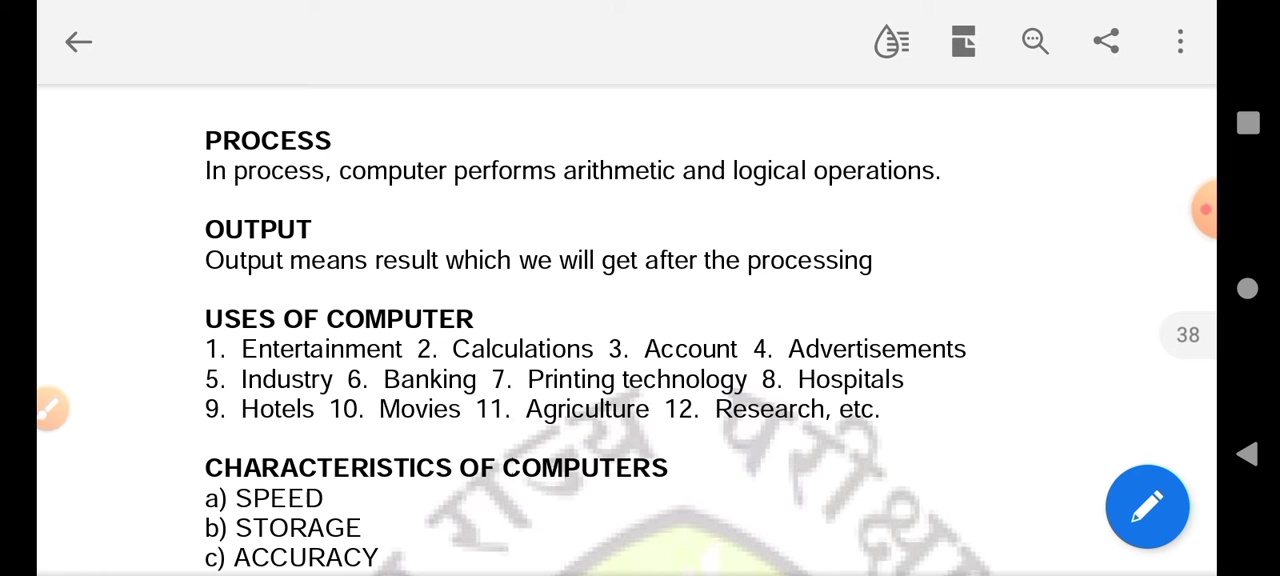 PROCESS
In process, computer performs arithmetic and logical operations.
OUTPUT
Output means result which we will get after the processing
USES OF COMPUTER
1. Entertainment 2. Calculations 3. Account 4. Advertisements
5. Industry 6. Banking 7. Printing technology 8. Hospitals
9. Hotels 10. Movies 11. Agriculture 12. Research, etc.
38
CHARACTERISTICS OF COMPUTERS
a) SPEED
b) STORAGE
c) ACCURACY
राज्य परीक्षा